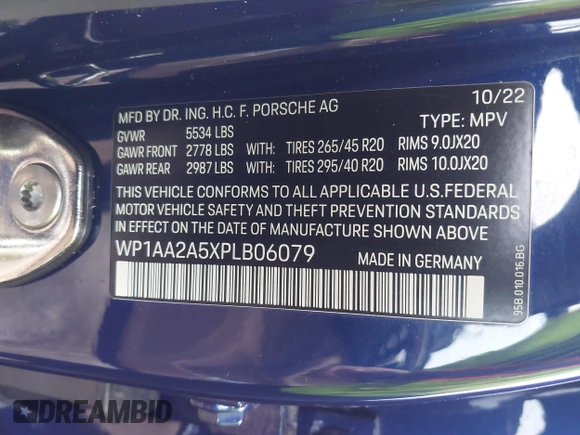 MFD BY DR. ING. H.C. F. PORSCHE AG 10/22
GVWR 5534 LBS TYPE: MPV
GAWR FRONT 2778 LBS WITH: TIRES 265/45 R20 RIMS 9.0JX20
GAWR REAR 2987 LBS WITH: TIRES 295/40 R20 RIMS 10.0JX20
THIS VEHICLE CONFORMS TO ALL APPLICABLE U.S.FEDERAL
MOTOR VEHICLE SAFETY AND THEFT PREVENTION STANDARDS
IN EFFECT ON THE DATE OF MANUFACTURE SHOWN ABOVE
WP1AA2A5XPLB06079 MADE IN GERMANY
95B.010.016.BG
DREAMBID